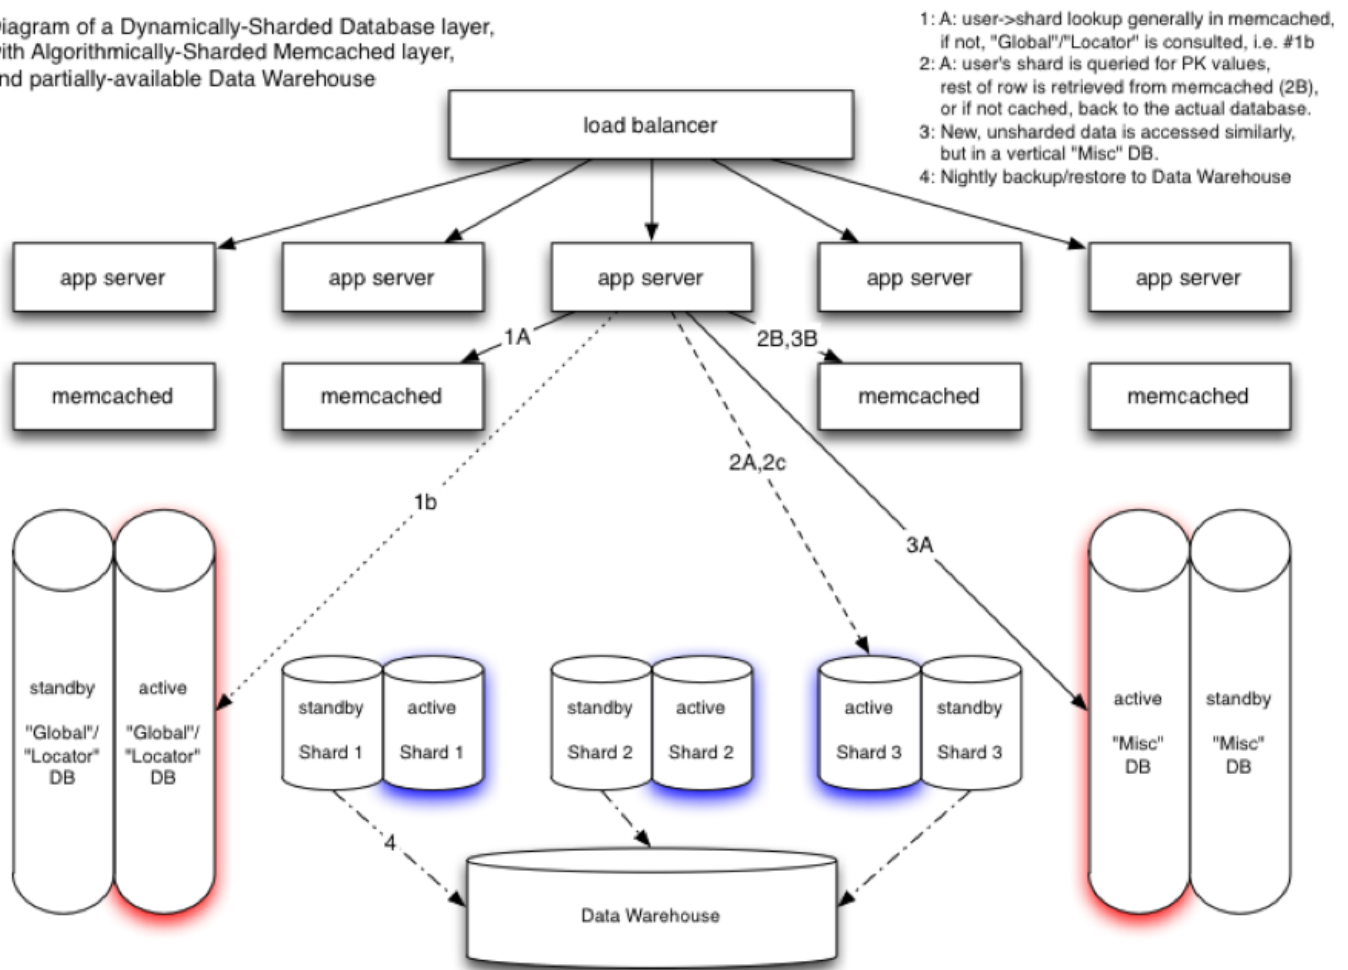 iagram of a Dynamically-Sharded Database layer,
ith Algorithmically-Sharded Memcached layer,
nd partially-available Data Warehouse
1: A: user->shard lookup generally in memcached,
if not, "Global"/"Locator" is consulted, i.e. #1b
2: A: user's shard is queried for PK values,
rest of row is retrieved from memcached (2B),
or if not cached, back to the actual database.
3: New, unsharded data is accessed similarly,
but in a vertical "Misc" DB.
4: Nightly backup/restore to Data Warehouse
load balancer
app server
app server
app server
app server
app server
1A
2B,3B
memcached
memcached
memcached
memcached
2A,2c
1b
3A
standby
"Global"/
"Locator"
DB
active
"Global"/
"Locator"
DB
standby
Shard 1
active
Shard 1
standby
Shard 2
active
Shard 2
active
Shard 3
standby
Shard 3
active
"Misc"
DB
standby
"Misc"
DB
4
Data Warehouse